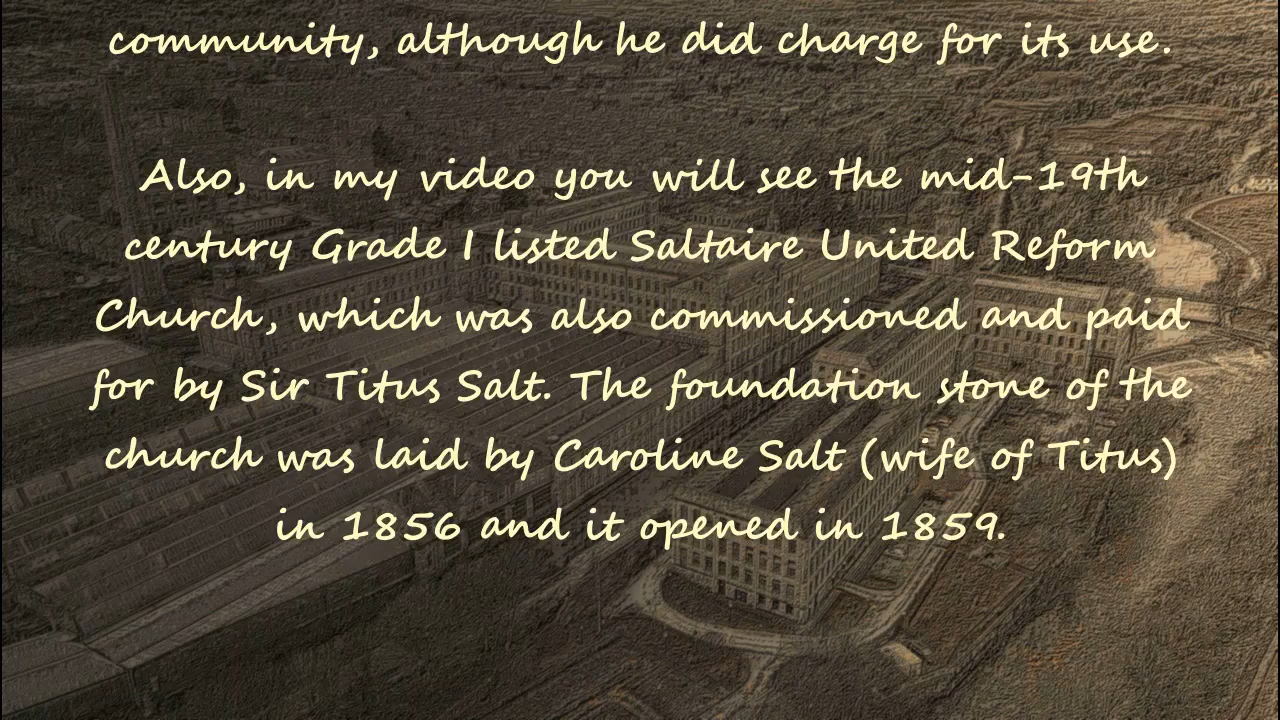 community, although he did charge for its use.
Also, in my video you will see the mid-19th
century Grade I listed Saltaire United Reform
Church, which was also commissioned and paid
for by Sir Titus Salt. The foundation stone of the
church was laid by Caroline Salt (wife of Titus)
in 1856 and it opened in 1859.